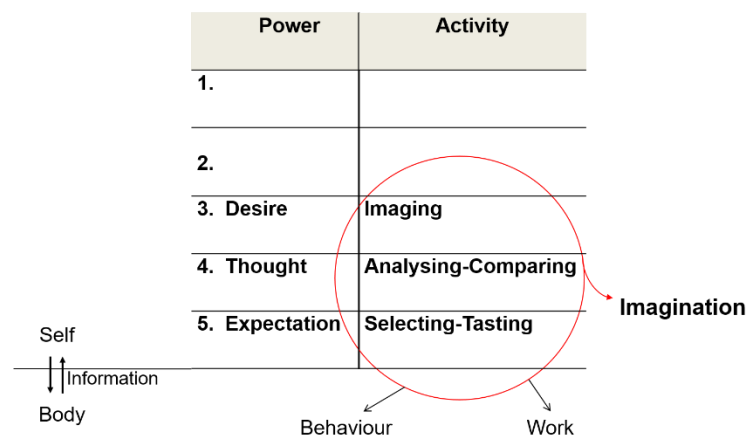 Power Activity
1.
2.
3. Desire Imaging
4. Thought Analysing-Comparing
Imagination
5. Expectation Selecting-Tasting
Self
Information
Body
Behaviour Work